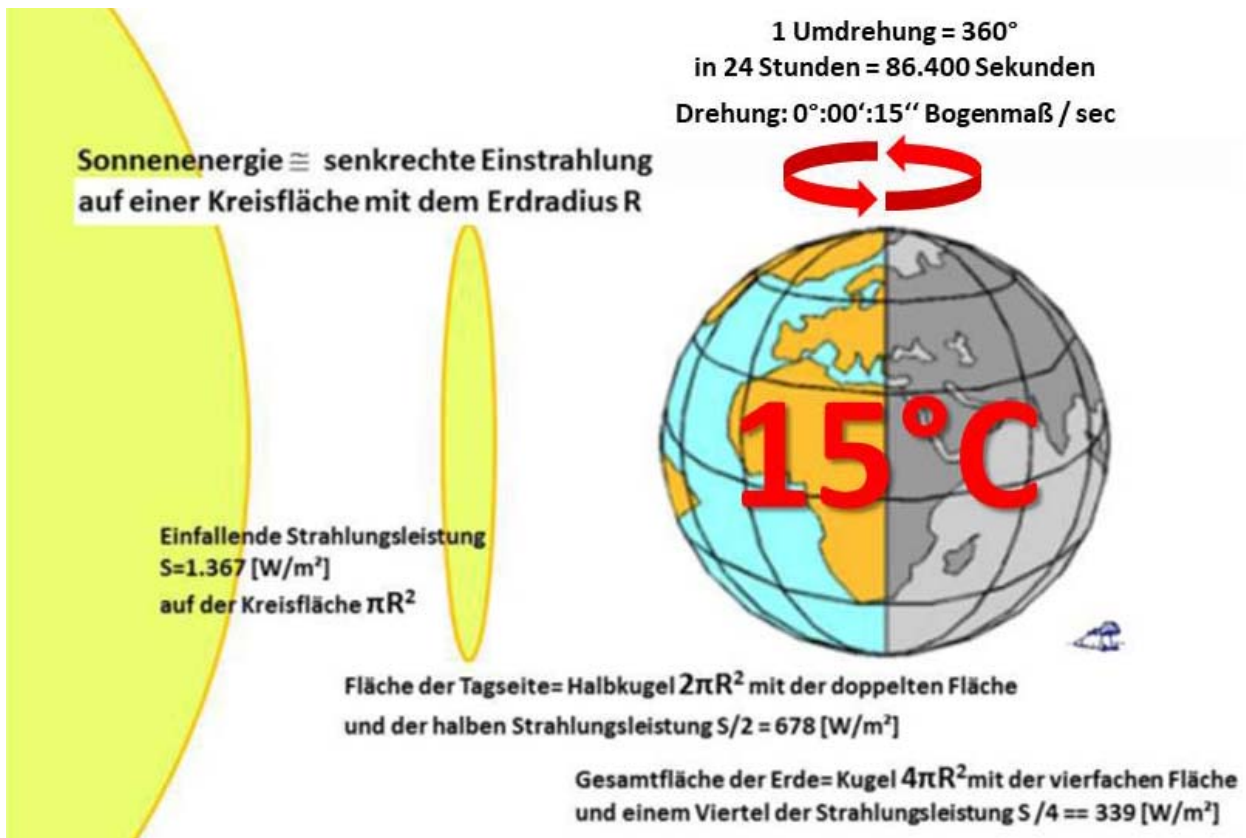 1 Umdrehung = 360°
in 24 Stunden = 86.400 Sekunden
Drehung: 0°:00‘:15‘‘ Bogenmaß / sec
Sonnenenergie ≅ senkrechte Einstrahlung
auf einer Kreisfläche mit dem Erdradius R
15°C
Einfallende Strahlungsleistung
S=1.367 [W/m²]
auf der Kreisfläche πR²
Fläche der Tagseite= Halbkugel 2πR² mit der doppelten Fläche
und der halben Strahlungsleistung S/2 = 678 [W/m²]
Gesamtfläche der Erde= Kugel 4πR² mit der vierfachen Fläche
und einem Viertel der Strahlungsleistung S /4 == 339 [W/m²]